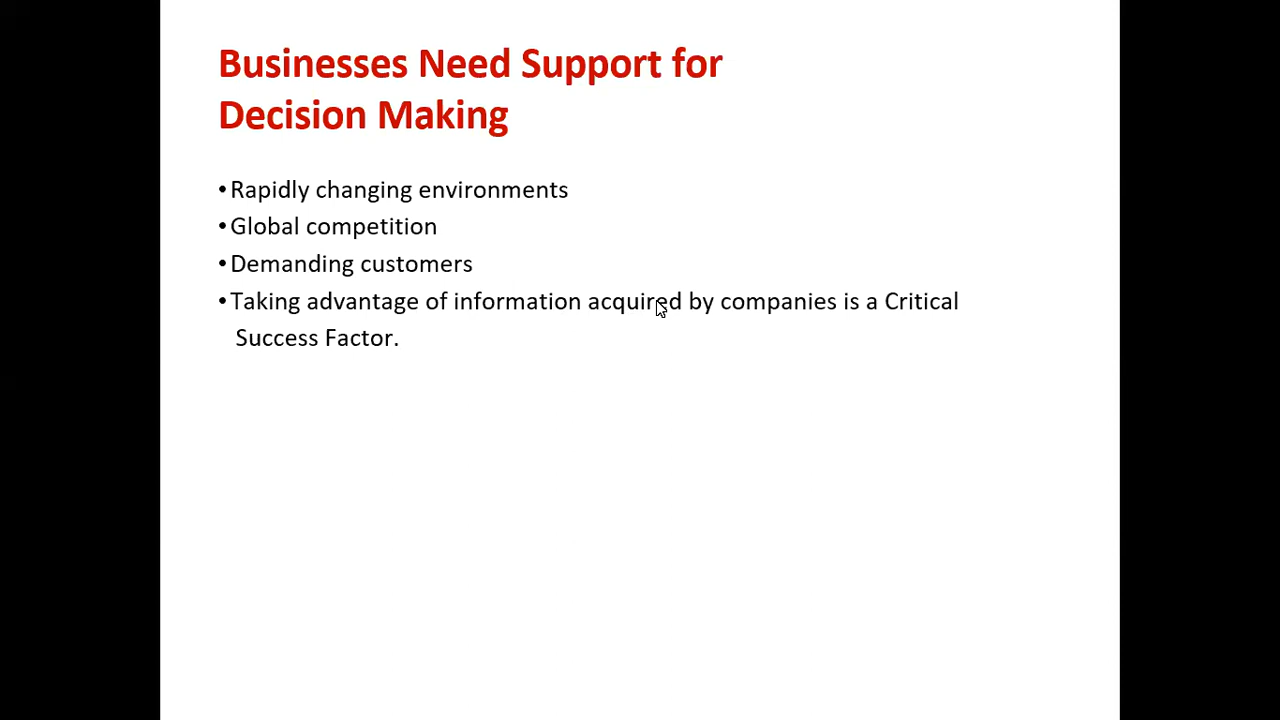 Businesses Need Support for
Decision Making
•Rapidly changing environments
•Global competition
•Demanding customers
•Taking advantage of information acquired by companies is a Critical
Success Factor.